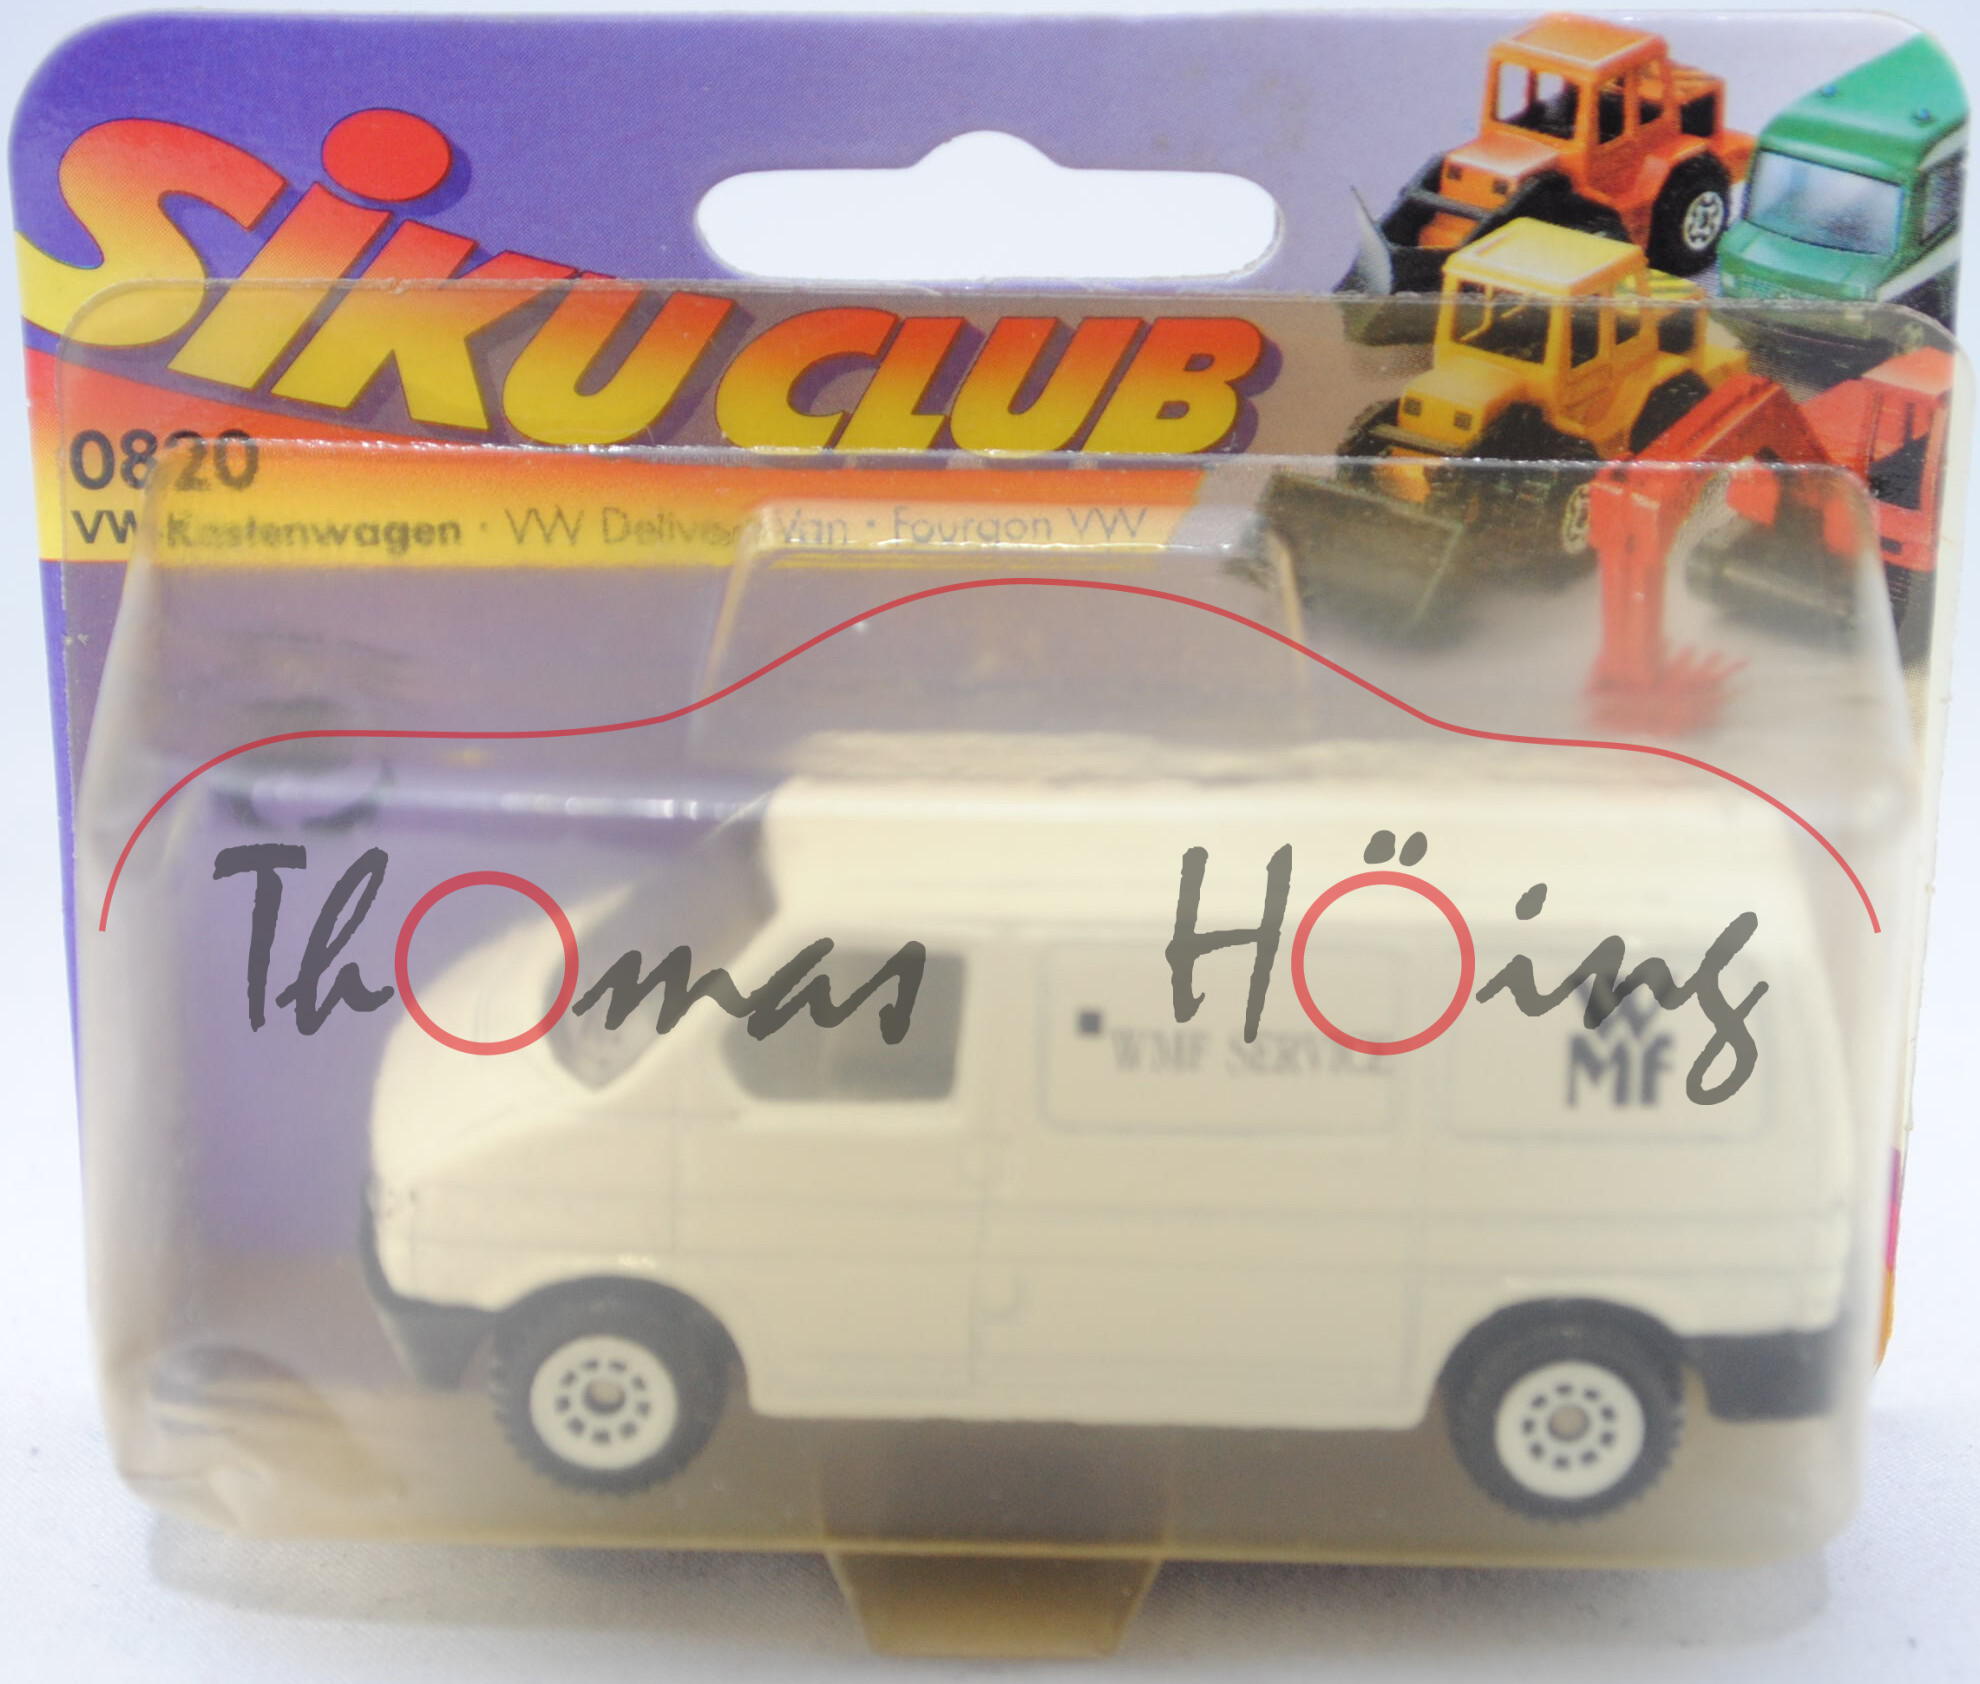 SIKU CLUB
0820
VW-Kastenwagen · VW Delivery Van · Fourgon VW
Thomas Höing
WMF SERVICE
WMF